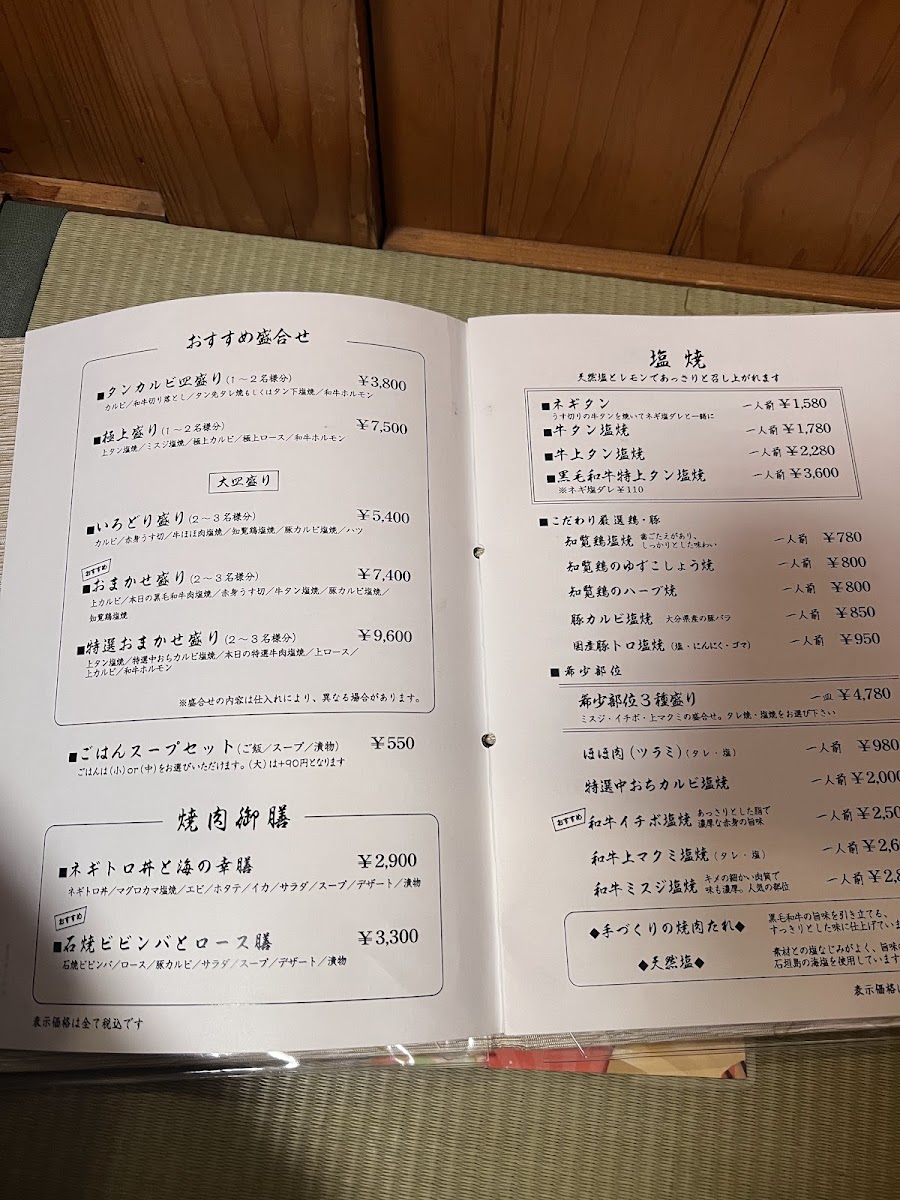 おすすめ盛合せ
■タンカルビ皿盛り(1～2名様分) ¥3,800
カルビ/和牛切り落とし/タン先タレ焼もしくはタン下塩焼/和牛ホルモン
■極上盛り(1～2名様分) ¥7,500
上タン塩焼/ミスジ塩焼/極上カルビ/極上ロース/和牛ホルモン
大皿盛り
■いろどり盛り(2～3名様分) ¥5,400
カルビ/赤身うす切/牛ほほ肉塩焼/知覧鶏塩焼/豚カルビ塩焼/ハツ
おすすめ
■おまかせ盛り(2～3名様分) ¥7,400
上カルビ/本日の黒毛和牛肉塩焼/赤身うす切/牛タン塩焼/豚カルビ塩焼/
知覧鶏塩焼
■特選おまかせ盛り(2～3名様分) ¥9,600
上タン塩焼/特選中おちカルビ塩焼/本日の特選牛肉塩焼/上ロース/
上カルビ/和牛ホルモン
※盛合せの内容は仕入れにより、異なる場合があります。
■ごはんスープセット(ご飯/スープ/漬物) ¥550
ごはんは(小)or(中)をお選びいただけます。(大)は+90円となります
焼肉御膳
■ネギトロ丼と海の幸膳 ¥2,900
ネギトロ丼/マグロカマ塩焼/エビ/ホタテ/イカ/サラダ/スープ/デザート/漬物
おすすめ
■石焼ビビンバとロース膳 ¥3,300
石焼ビビンバ/ロース/豚カルビ/サラダ/スープ/デザート/漬物
表示価格は全て税込です
塩焼
天然塩とレモンであっさりと召し上がれます
■ネギタン 一人前 ¥1,580
うす切りの牛タンを焼いてネギ塩ダレと一緒に
■牛タン塩焼 一人前 ¥1,780
■牛上タン塩焼 一人前 ¥2,280
■黒毛和牛特上タン塩焼 一人前 ¥3,600
※ネギ塩ダレ¥110
■こだわり厳選鶏・豚
知覧鶏塩焼 歯ごたえがあり、しっかりとした味わい 一人前 ¥780
知覧鶏のゆずこしょう焼 一人前 ¥800
知覧鶏のハーブ焼 一人前 ¥800
豚カルビ塩焼 大分県産の豚バラ 一人前 ¥850
国産豚トロ塩焼(塩・にんにく・ゴマ) 一人前 ¥950
■希少部位
希少部位3種盛り 一皿 ¥4,780
ミスジ・イチボ・上マクミの盛合せ。タレ焼・塩焼をお選び下さい
ほほ肉(ツラミ)(タレ・塩) 一人前 ¥980
特選中おちカルビ塩焼 一人前 ¥2,000
おすすめ
和牛イチボ塩焼 あっさりとした脂で濃厚な赤身の旨味 一人前 ¥2,50
和牛上マクミ塩焼(タレ・塩) 一人前 ¥2,6
和牛ミスジ塩焼 キメの細かい肉質で味も濃厚。人気の部位 一人前 ¥2,8
◆手づくりの焼肉たれ◆ 黒毛和牛の旨味を引き立てる、
すっきりとした味に仕上げていま
◆天然塩◆ 素材との塩なじみがよく、旨味
石垣島の海塩を使用しています
表示価格は